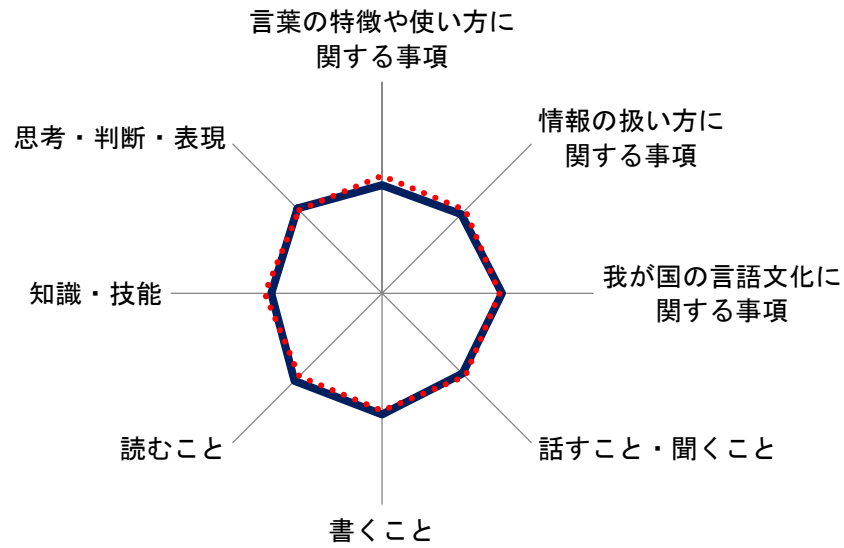 言葉の特徴や使い方に
関する事項
情報の扱い方に
関する事項
我が国の言語文化に
関する事項
話すこと・聞くこと
書くこと
読むこと
知識・技能
思考・判断・表現